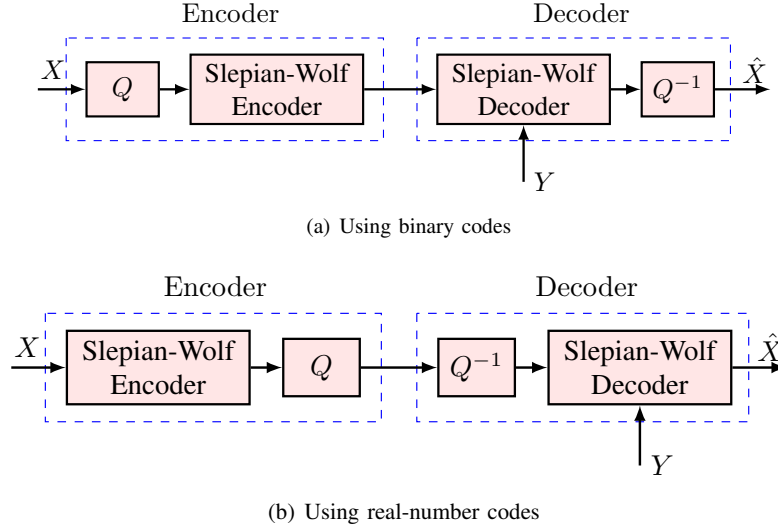 Encoder Decoder
X Q Slepian-Wolf Encoder Slepian-Wolf Decoder Q⁻¹ X̂
Y
(a) Using binary codes
Encoder Decoder
X Slepian-Wolf Encoder Q Q⁻¹ Slepian-Wolf Decoder X̂
Y
(b) Using real-number codes